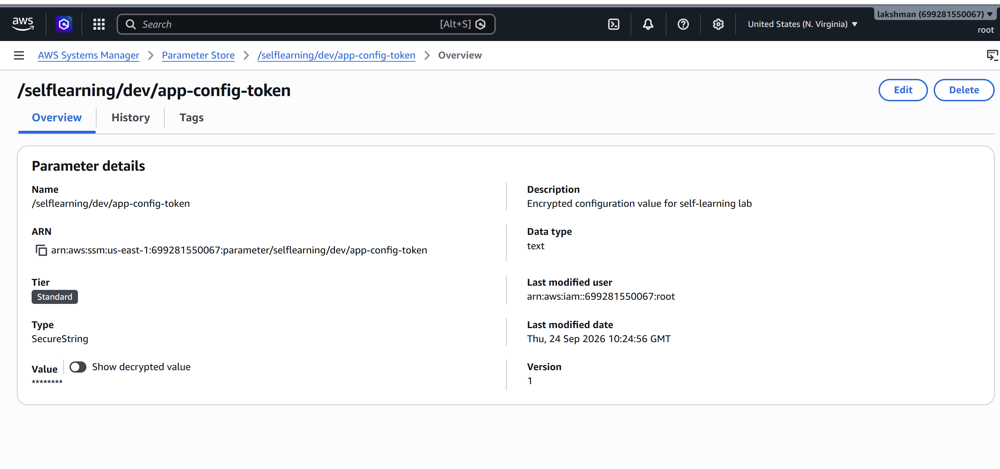 aws
Search [Alt+S]
United States (N. Virginia)
lakshman (699281550067)
root
AWS Systems Manager
Parameter Store
/selflearning/dev/app-config-token
Overview
/selflearning/dev/app-config-token
Edit
Delete
Overview
History
Tags
Parameter details
Name
/selflearning/dev/app-config-token
Description
Encrypted configuration value for self-learning lab
ARN
arn:aws:ssm:us-east-1:699281550067:parameter/selflearning/dev/app-config-token
Data type
text
Tier
Standard
Last modified user
arn:aws:iam::699281550067:root
Type
SecureString
Last modified date
Thu, 24 Sep 2026 10:24:56 GMT
Value
Show decrypted value
********
Version
1